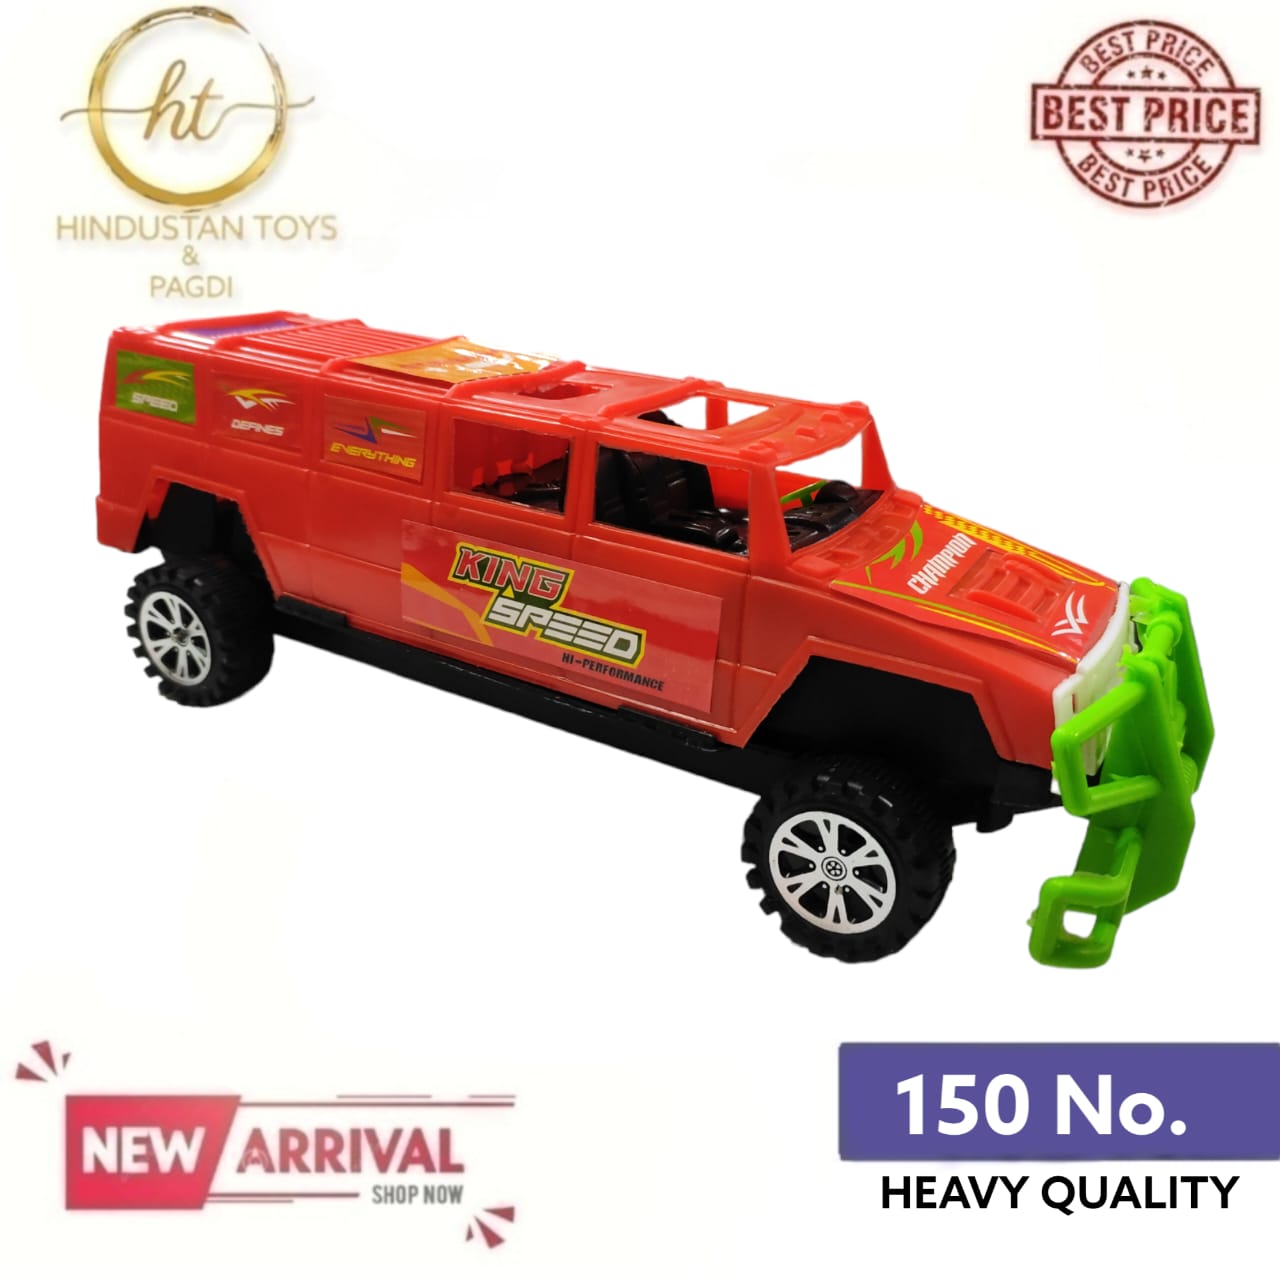 ht
HINDUSTAN TOYS
&
PAGDI
BEST PRICE
BEST PRICE
BEST PRICE
SPEED
DEFINES
EVERYTHING
KING
SPEED
HI-PERFORMANCE
CHAMPION
NEW ARRIVAL
SHOP NOW
150 No.
HEAVY QUALITY